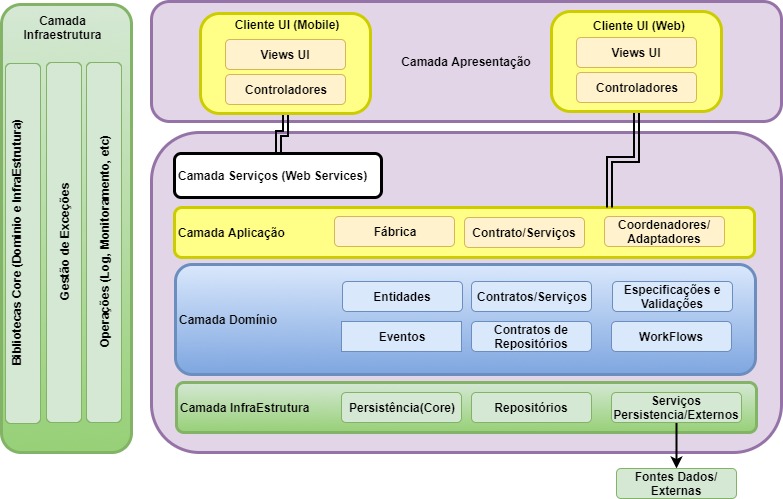 Camada
Infraestrutura
Bibliotecas Core (Domínio e InfraEstrutura)
Gestão de Exceções
Operações (Log, Monitoramento, etc)
Cliente UI (Mobile)
Views UI
Controladores
Camada Apresentação
Cliente UI (Web)
Views UI
Controladores
Camada Serviços (Web Services)
Camada Aplicação
Fábrica
Contrato/Serviços
Coordenadores/
Adaptadores
Camada Domínio
Entidades
Contratos/Serviços
Especificações e
Validações
Eventos
Contratos de
Repositórios
WorkFlows
Camada InfraEstrutura
Persistência(Core)
Repositórios
Serviços
Persistencia/Externos
Fontes Dados/
Externas